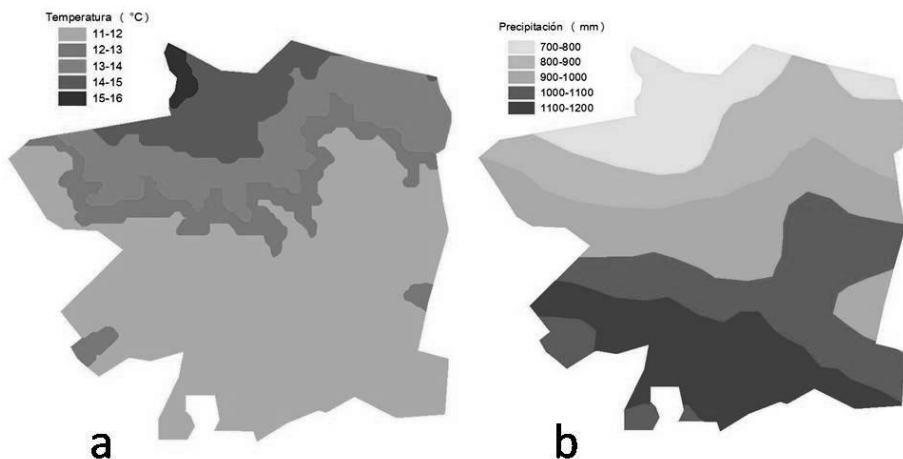 Temperatura ( °C)
11-12
12-13
13-14
14-15
15-16
a
Precipitación ( mm)
700-800
800-900
900-1000
1000-1100
1100-1200
b